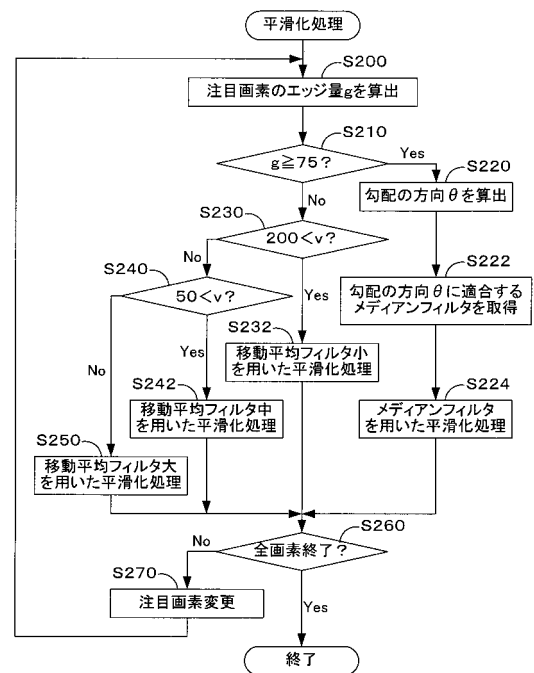 平滑化処理
S200
注目画素のエッジ量gを算出
S210
g≧75?
Yes
No
S220
勾配の方向θを算出
S230
200<v?
No
Yes
S222
勾配の方向θに適合する
メディアンフィルタを取得
S240
50<v?
No
Yes
S232
移動平均フィルタ小
を用いた平滑化処理
S242
移動平均フィルタ中
を用いた平滑化処理
S224
メディアンフィルタ
を用いた平滑化処理
S250
移動平均フィルタ大
を用いた平滑化処理
S260
全画素終了?
No
Yes
S270
注目画素変更
終了